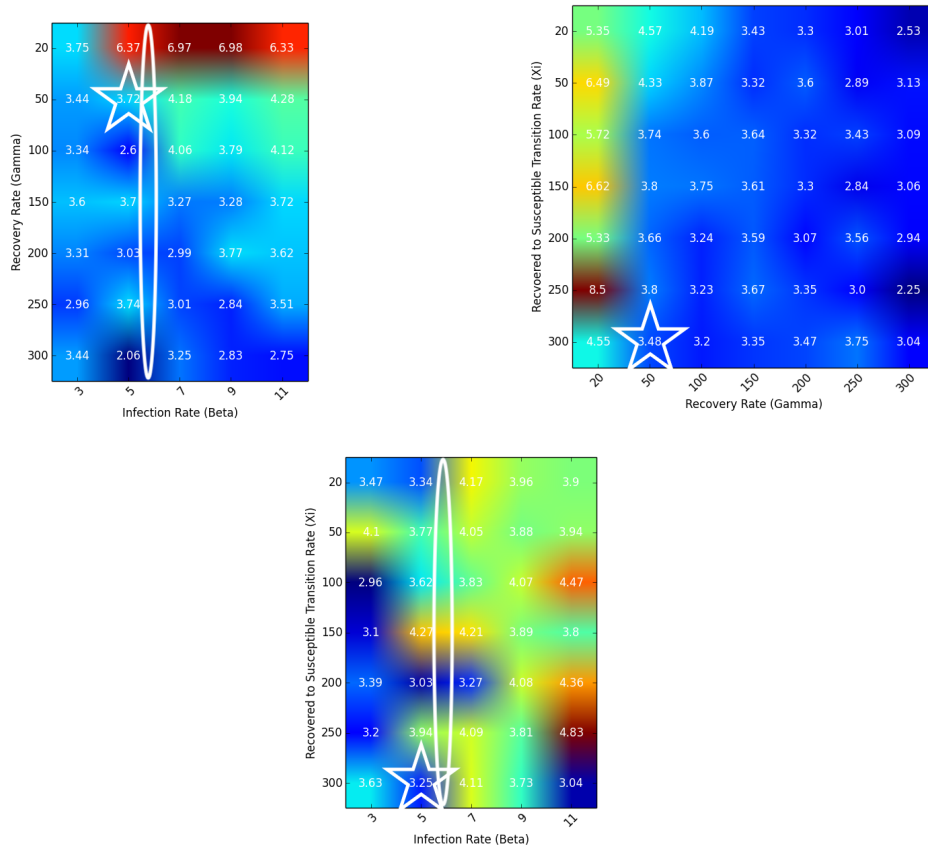 20 3.75 6.37 6.97 6.98 6.33
50 3.44 3.72 4.18 3.94 4.28
100 3.34 2.6 4.06 3.79 4.12
150 3.6 3.7 3.27 3.28 3.72
200 3.31 3.03 2.99 3.77 3.62
250 2.96 3.74 3.01 2.84 3.51
300 3.44 2.06 3.25 2.83 2.75
3 5 7 9 11
Infection Rate (Beta)
Recovery Rate (Gamma)
20 5.35 4.57 4.19 3.43 3.3 3.01 2.53
50 6.49 4.33 3.87 3.32 3.6 2.89 3.13
100 5.72 3.74 3.6 3.64 3.32 3.43 3.09
150 6.62 3.8 3.75 3.61 3.3 2.84 3.06
200 5.33 3.66 3.24 3.59 3.07 3.56 2.94
250 8.5 3.8 3.23 3.67 3.35 3.0 2.25
300 4.55 3.48 3.2 3.35 3.47 3.75 3.04
20 50 100 150 200 250 300
Recovery Rate (Gamma)
Recvoered to Susceptible Transition Rate (Xi)
20 3.47 3.34 4.17 3.96 3.9
50 4.1 3.77 4.05 3.88 3.94
100 2.96 3.62 3.83 4.07 4.47
150 3.1 4.27 4.21 3.89 3.8
200 3.39 3.03 3.27 4.08 4.36
250 3.2 3.94 4.09 3.81 4.83
300 3.63 3.25 4.11 3.73 3.04
3 5 7 9 11
Infection Rate (Beta)
Recovered to Susceptible Transition Rate (Xi)